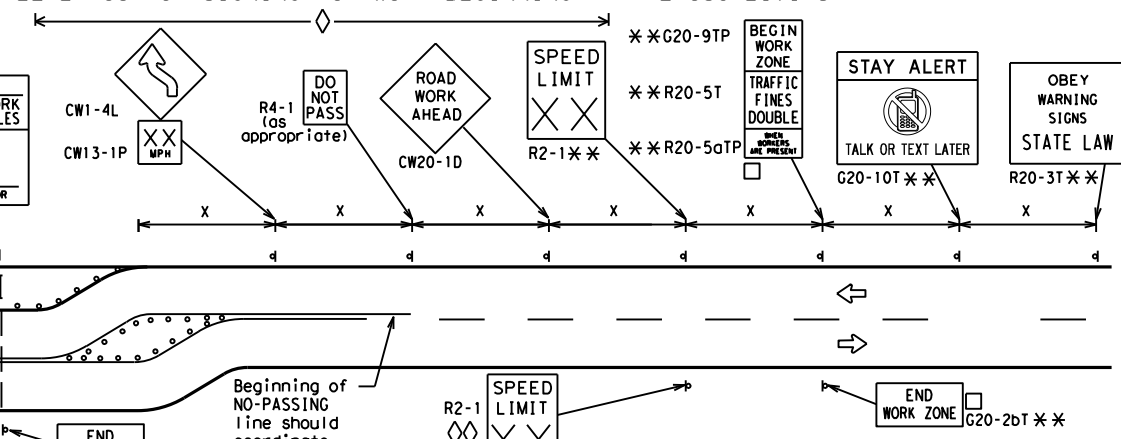 BEGIN
WORK
ZONE
TRAFFIC
FINES
DOUBLE
WHEN
WORKERS
ARE PRESENT
**G20-9TP
**R20-5T
**R20-5aTP
SPEED
LIMIT
XX
R2-1**
STAY ALERT
TALK OR TEXT LATER
G20-10T**
OBEY
WARNING
SIGNS
STATE LAW
R20-3T**
ROAD
WORK
AHEAD
CW20-1D
DO
NOT
PASS
R4-1
(as
appropriate)
CW1-4L
XX
MPH
CW13-1P
X X X X X X X
Beginning of
NO-PASSING
line should
SPEED
LIMIT
R2-1
END
WORK ZONE
G20-2bT**
END